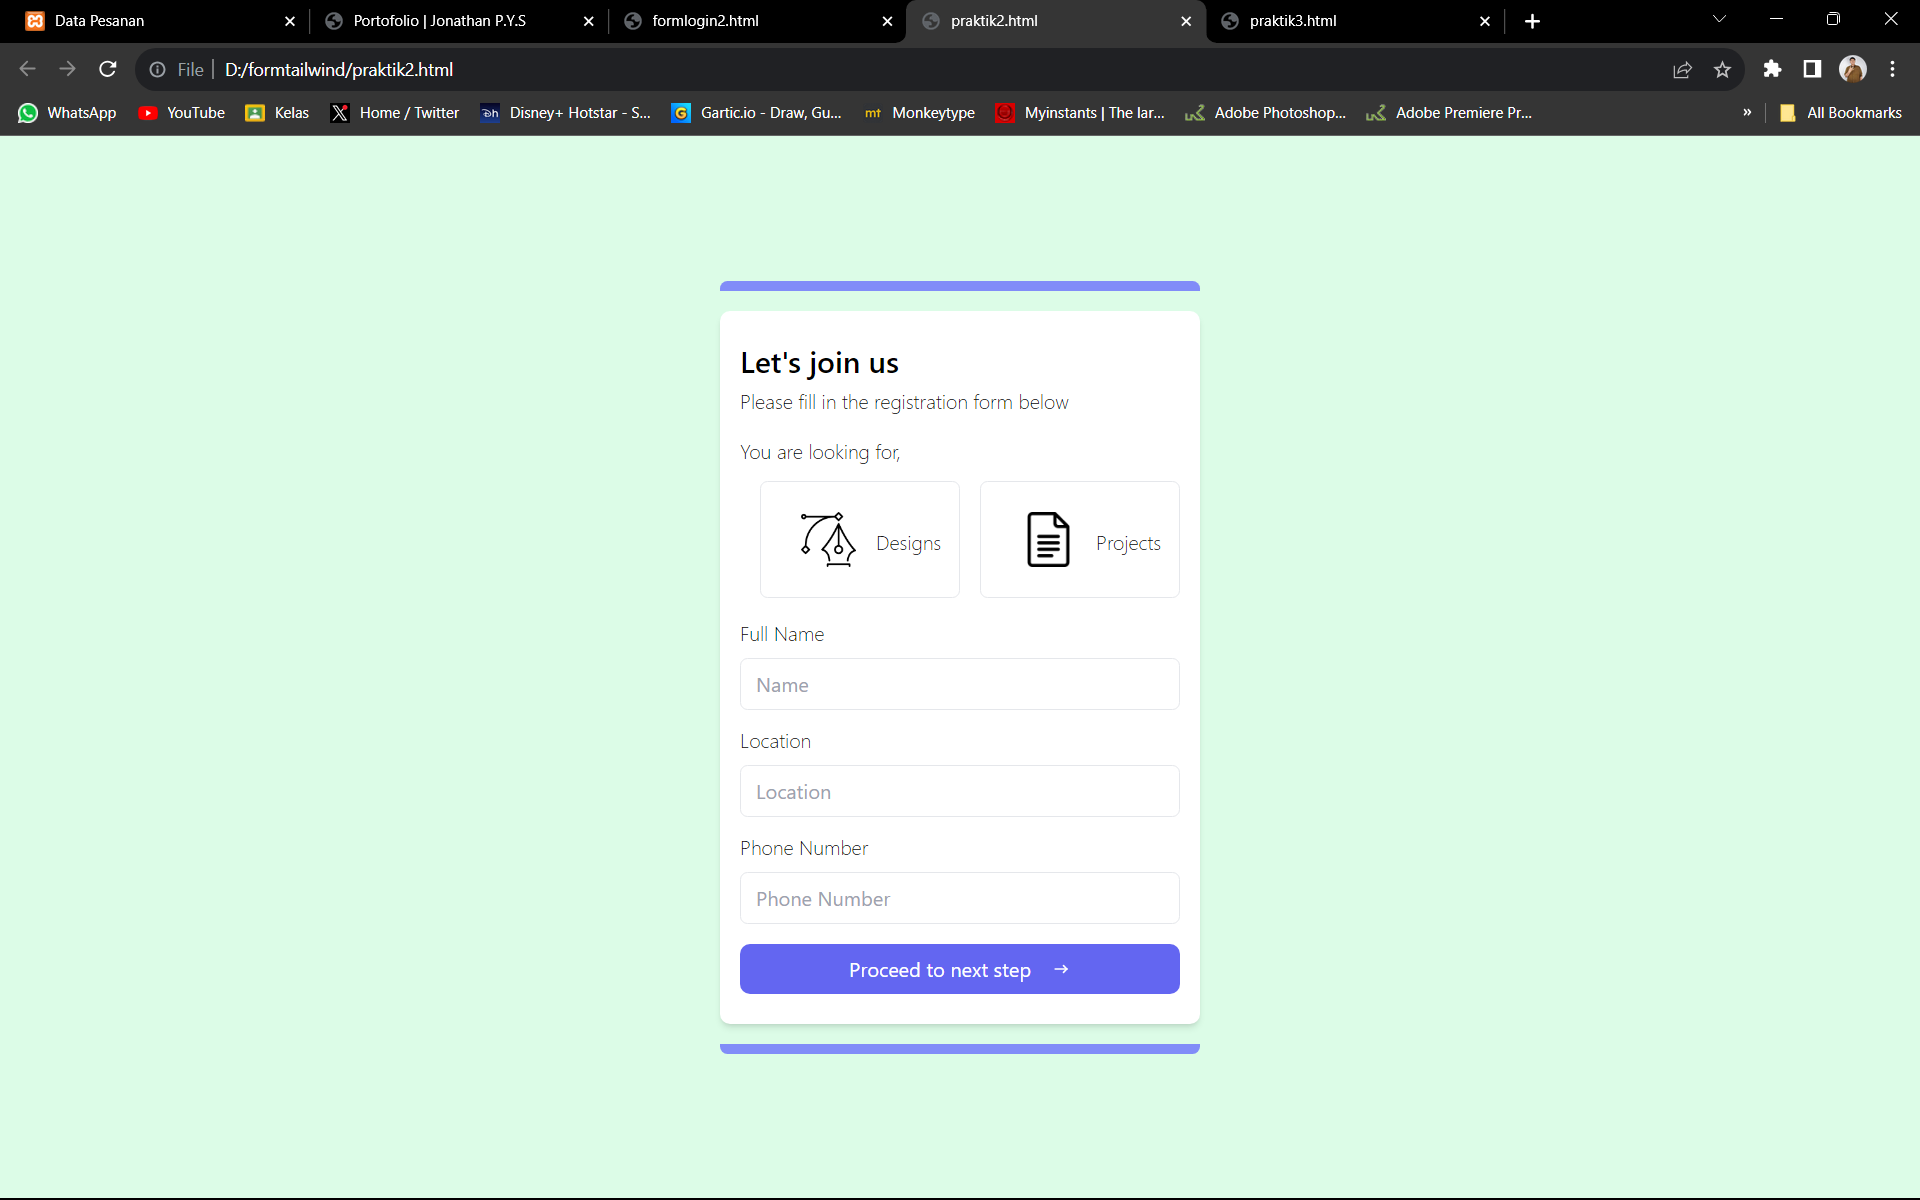 Data Pesanan
Portofolio | Jonathan P.Y.S
formlogin2.html
praktik2.html
praktik3.html
File
D:/formtailwind/praktik2.html
WhatsApp
YouTube
Kelas
Home / Twitter
Disney+ Hotstar - S...
Gartic.io - Draw, Gu...
mt Monkeytype
Myinstants | The lar...
Adobe Photoshop...
Adobe Premiere Pr...
» All Bookmarks
Let's join us
Please fill in the registration form below
You are looking for,
Designs
Projects
Full Name
Name
Location
Location
Phone Number
Phone Number
Proceed to next step →